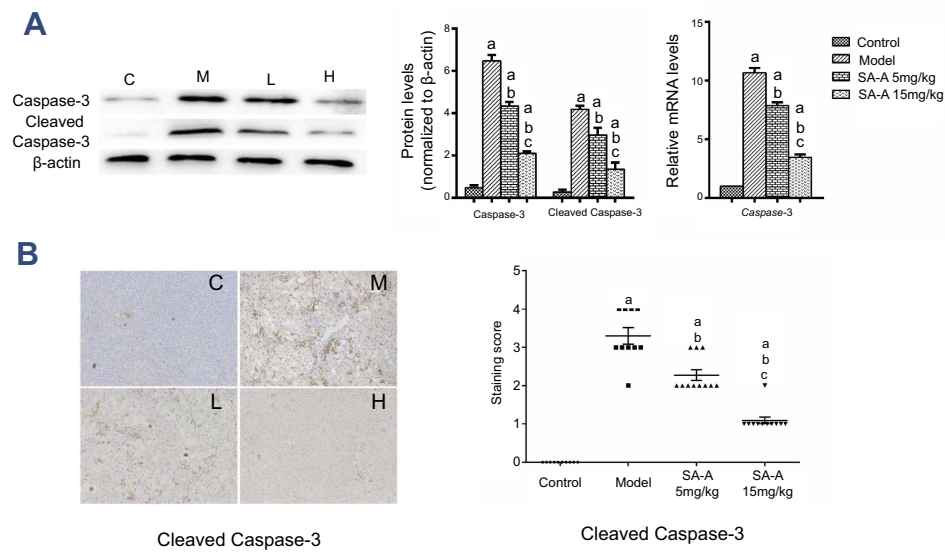 A
C M L H
Caspase-3
Cleaved
Caspase-3
β-actin
Protein levels
(normalized to β-actin)
8
6
4
2
0
a
a
b
a
b
c
a
a
b
a
b
c
Caspase-3 Cleaved Caspase-3
Relative mRNA levels
15
10
5
0
a
a
b
a
b
c
Caspase-3
Control
Model
SA-A 5mg/kg
SA-A 15mg/kg
B
C M
L H
Cleaved Caspase-3
Staining score
5
4
3
2
1
0
a
a
b
a
b
c
Control Model SA-A SA-A
5mg/kg 15mg/kg
Cleaved Caspase-3